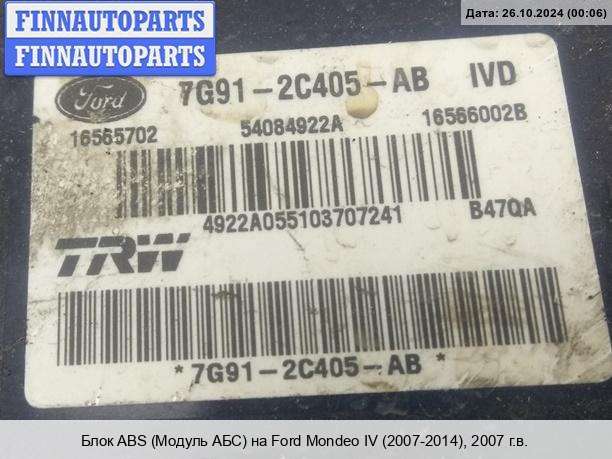 FINNAUTOPARTS
FINNAUTOPARTS
Дата: 26.10.2024 (00:06)
Ford
7G91-2C405-AB IVD
16565702 54084922A 16566002B
4922A055103707241 B47QA
TRW
*7G91-2C405-AB*
Блок ABS (Модуль АБС) на Ford Mondeo IV (2007-2014), 2007 г.в.